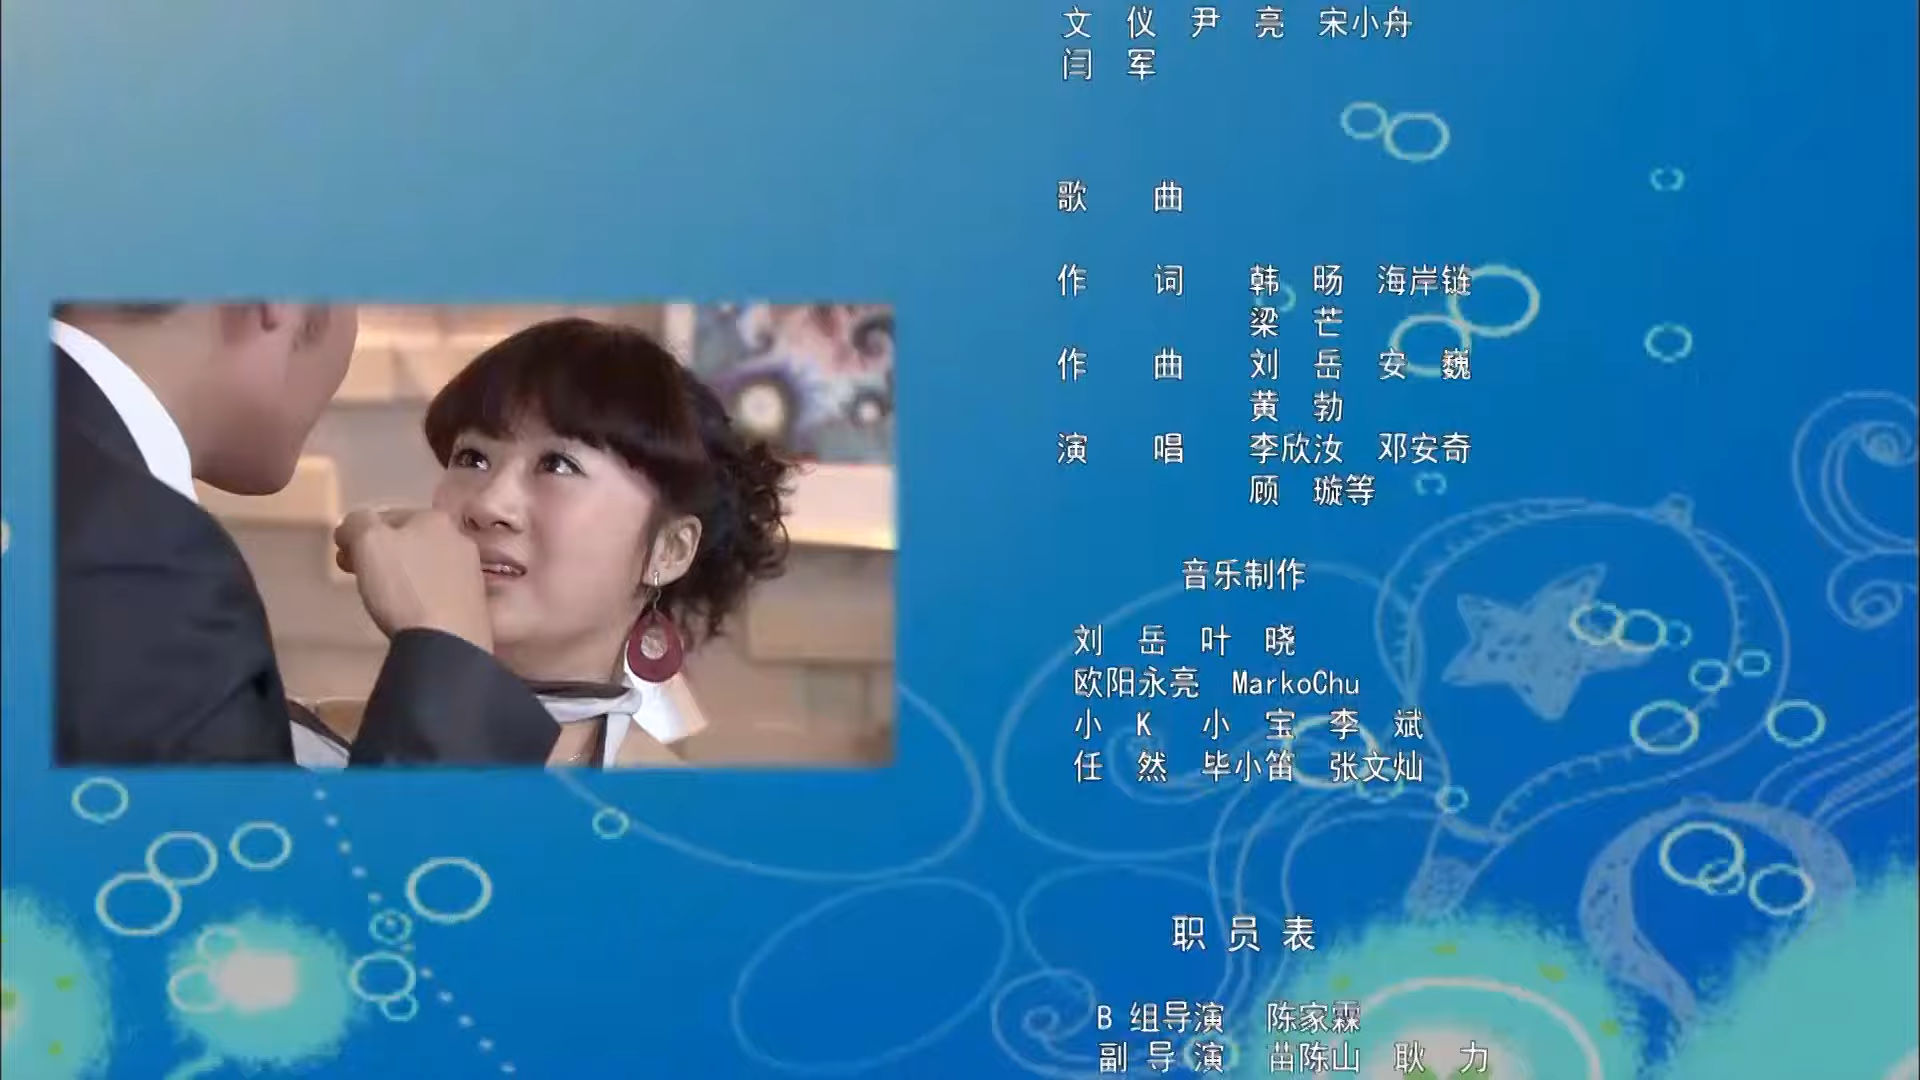 文 仪 尹 亮 宋小舟
闫 军
歌 曲
作 词 韩 旸 海岸链
梁 芒
作 曲 刘 岳 安 巍
黄 勃
演 唱 李欣汝 邓安奇
顾 璇等
音乐制作
刘 岳 叶 晓
欧阳永亮 MarkoChu
小 K 小 宝 李 斌
任 然 毕小笛 张文灿
职 员 表
B 组导演 陈家霖
副 导 演 苗陈山 耿 力